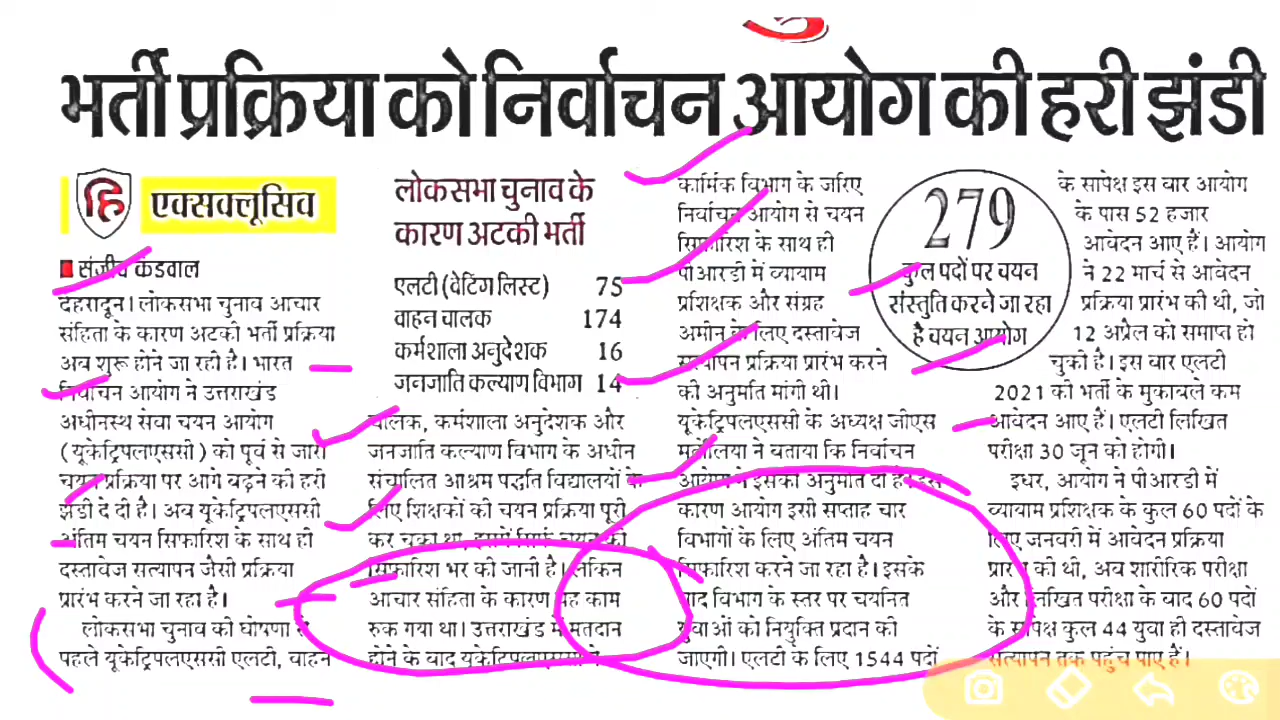 भर्ती प्रक्रिया को निर्वाचन आयोग की हरी झंडी
हि एक्सक्लूसिव
संजीव कंडवाल
देहरादून। लोकसभा चुनाव आचार
संहिता के कारण अटकी भर्ती प्रक्रिया
अब शुरू होने जा रही है। भारत
निर्वाचन आयोग ने उत्तराखंड
अधीनस्थ सेवा चयन आयोग
(यूकेट्रिपलएससी) को पूर्व से जारी
चयन प्रक्रिया पर आगे बढ़ने की हरी
झंडी दे दी है। अब यूकेट्रिपलएससी
अंतिम चयन सिफारिश के साथ ही
दस्तावेज सत्यापन जैसी प्रक्रिया
प्रारंभ करने जा रहा है।
लोकसभा चुनाव की घोषणा से
पहले यूकेट्रिपलएससी एलटी, वाहन
लोकसभा चुनाव के
कारण अटकी भर्ती
एलटी (वेटिंग लिस्ट) 75
वाहन चालक 174
कर्मशाला अनुदेशक 16
जनजाति कल्याण विभाग 14
चालक, कर्मशाला अनुदेशक और
जनजाति कल्याण विभाग के अधीन
संचालित आश्रम पद्धति विद्यालयों के
लिए शिक्षकों की चयन प्रक्रिया पूरी
कर चुका था, इसमें सिर्फ चयन की
सिफारिश भर की जानी है। लेकिन
आचार संहिता के कारण यह काम
रुक गया था। उत्तराखंड में मतदान
होने के बाद यूकेट्रिपलएससी ने
कार्मिक विभाग के जरिए
निर्वाचन आयोग से चयन
सिफारिश के साथ ही
पीआरडी में व्यायाम
प्रशिक्षक और संग्रह
अमीन के लिए दस्तावेज
सत्यापन प्रक्रिया प्रारंभ करने
की अनुमति मांगी थी।
यूकेट्रिपलएससी के अध्यक्ष जीएस
मर्तोलिया ने बताया कि निर्वाचन
आयोग ने इसकी अनुमति दी है। इस
कारण आयोग इसी सप्ताह चार
विभागों के लिए अंतिम चयन
सिफारिश करने जा रहा है। इसके
बाद विभाग के स्तर पर चयनित
युवाओं को नियुक्ति प्रदान की
जाएगी। एलटी के लिए 1544 पदों
279
कुल पदों पर चयन
संस्तुति करने जा रहा
है चयन आयोग
के सापेक्ष इस बार आयोग
के पास 52 हजार
आवेदन आए हैं। आयोग
ने 22 मार्च से आवेदन
प्रक्रिया प्रारंभ की थी, जो
12 अप्रैल को समाप्त हो
चुकी है। इस बार एलटी
2021 की भर्ती के मुकाबले कम
आवेदन आए हैं। एलटी लिखित
परीक्षा 30 जून को होगी।
इधर, आयोग ने पीआरडी में
व्यायाम प्रशिक्षक के कुल 60 पदों के
लिए जनवरी में आवेदन प्रक्रिया
प्रारंभ की थी, अब शारीरिक परीक्षा
और लिखित परीक्षा के बाद 60 पदों
के सापेक्ष कुल 44 युवा ही दस्तावेज
सत्यापन तक पहुंच पाए हैं।